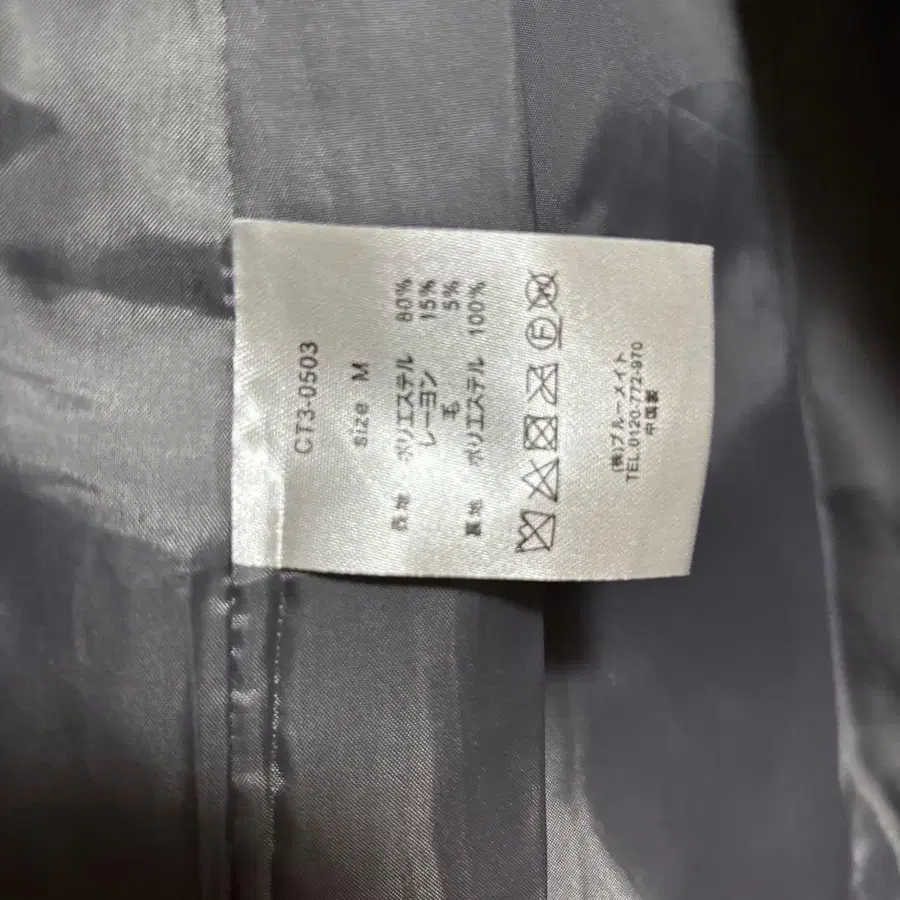 CT3-0503
size M
表地 ポリエステル 80%
レーヨン 15%
毛 5%
裏地 ポリエステル 100%
F
(株)ブルーメイト
TEL.0120-772-970
中国製